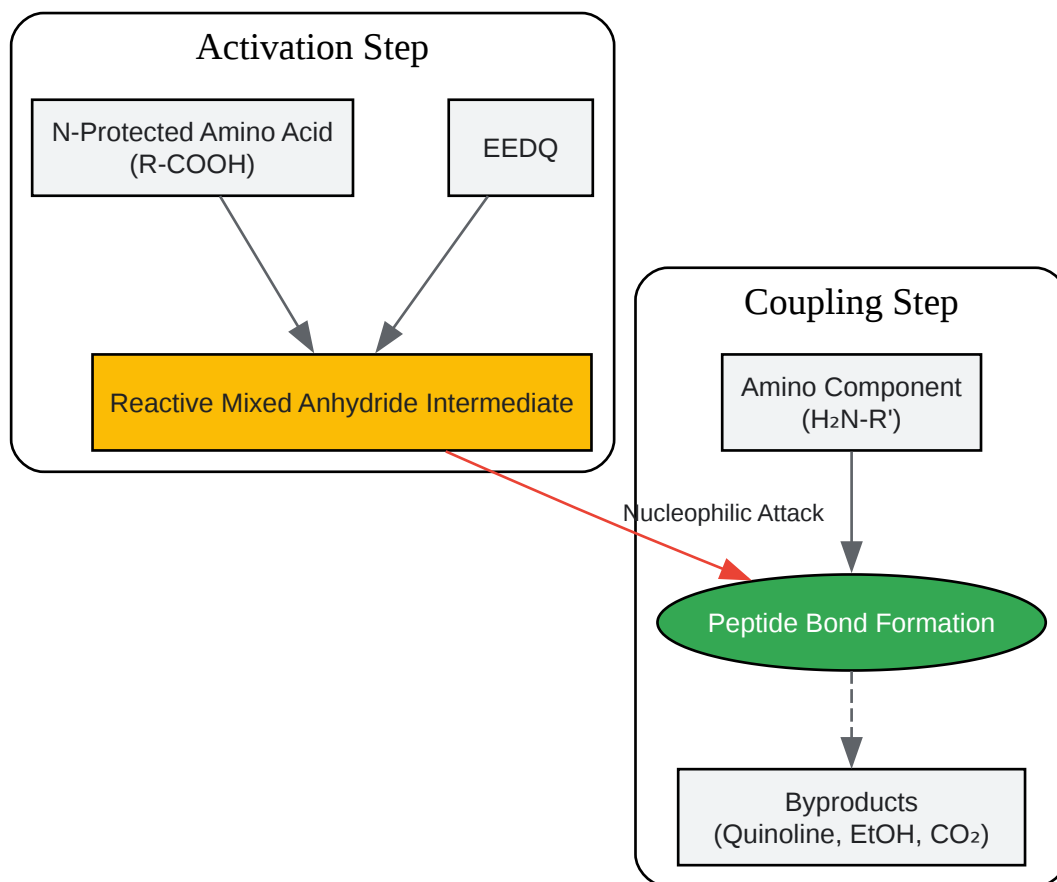 Activation Step
N-Protected Amino Acid
(R-COOH)
EEDQ
Reactive Mixed Anhydride Intermediate
Coupling Step
Amino Component
(H₂N-R')
Nucleophilic Attack
Peptide Bond Formation
Byproducts
(Quinoline, EtOH, CO₂)